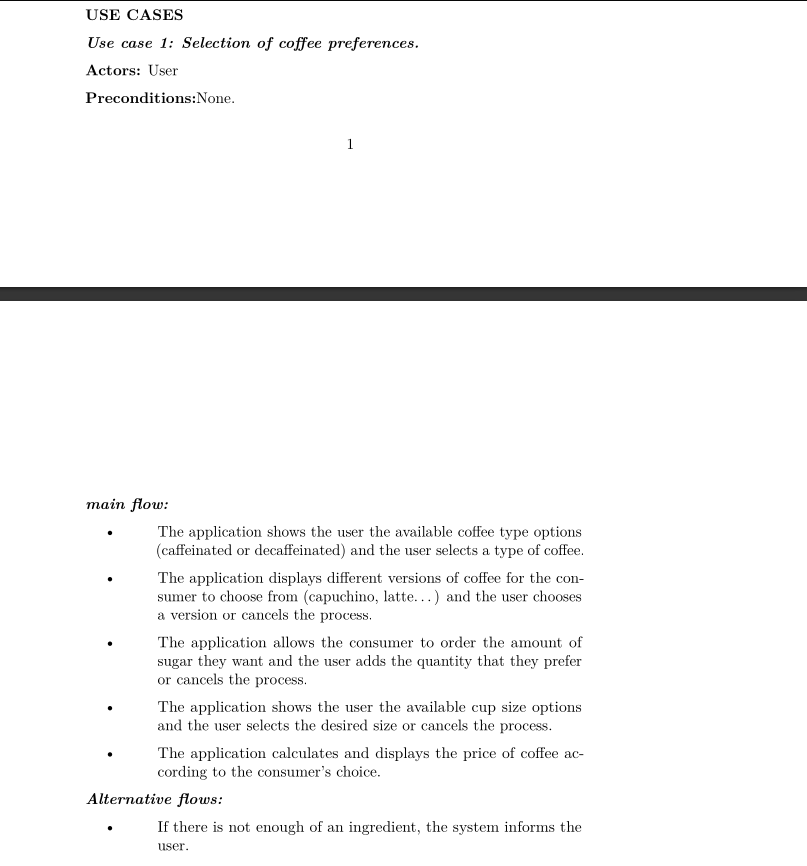 USE CASES
Use case 1: Selection of coffee preferences.
Actors: User
Preconditions:None.
1
main flow:
• The application shows the user the available coffee type options
(caffeinated or decaffeinated) and the user selects a type of coffee.
• The application displays different versions of coffee for the con-
sumer to choose from (capuchino, latte...) and the user chooses
a version or cancels the process.
• The application allows the consumer to order the amount of
sugar they want and the user adds the quantity that they prefer
or cancels the process.
• The application shows the user the available cup size options
and the user selects the desired size or cancels the process.
• The application calculates and displays the price of coffee ac-
cording to the consumer's choice.
Alternative flows:
• If there is not enough of an ingredient, the system informs the
user.